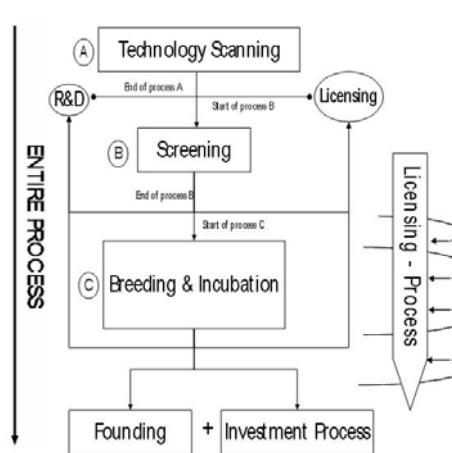 A
Technology Scanning
R&D
End of process A
Licensing
Start of process B
B
Screening
End of process B
Start of process C
C
Breeding & Incubation
Founding
+
Investment Process
ENTIRE PROCESS
Licensing - Process